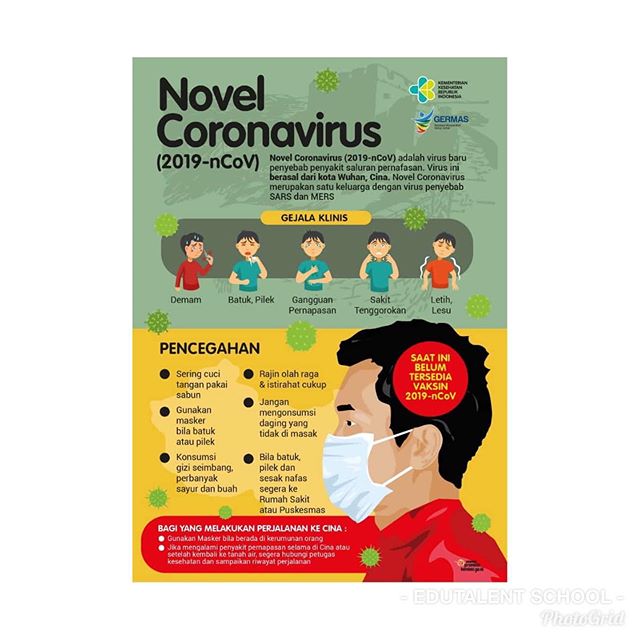 Novel
Coronavirus
(2019-nCoV)
KEMENTERIAN
KESEHATAN
REPUBLIK
INDONESIA
GERMAS
Novel Coronavirus (2019-nCoV) adalah virus baru
penyebab penyakit saluran pernafasan. Virus ini
berasal dari kota Wuhan, Cina. Novel Coronavirus
merupakan satu keluarga dengan virus penyebab
SARS dan MERS
GEJALA KLINIS
Demam
Batuk, Pilek
Gangguan
Pernapasan
Sakit
Tenggorokan
Letih,
Lesu
PENCEGAHAN
Sering cuci
tangan pakai
sabun
Gunakan
masker
bila batuk
atau pilek
Konsumsi
gizi seimbang,
perbanyak
sayur dan buah
Rajin olah raga
& istirahat cukup
Jangan
mengonsumsi
daging yang
tidak di masak
Bila batuk,
pilek dan
sesak nafas
segera ke
Rumah Sakit
atau Puskesmas
SAAT INI
BELUM
TERSEDIA
VAKSIN
2019-nCoV
BAGI YANG MELAKUKAN PERJALANAN KE CINA :
Gunakan Masker bila berada di kerumunan orang
Jika mengalami penyakit pernapasan selama di Cina atau
setelah kembali ke tanah air, segera hubungi petugas
kesehatan dan sampaikan riwayat perjalanan
- EDUTALENT SCHOOL -
PhotoGrid